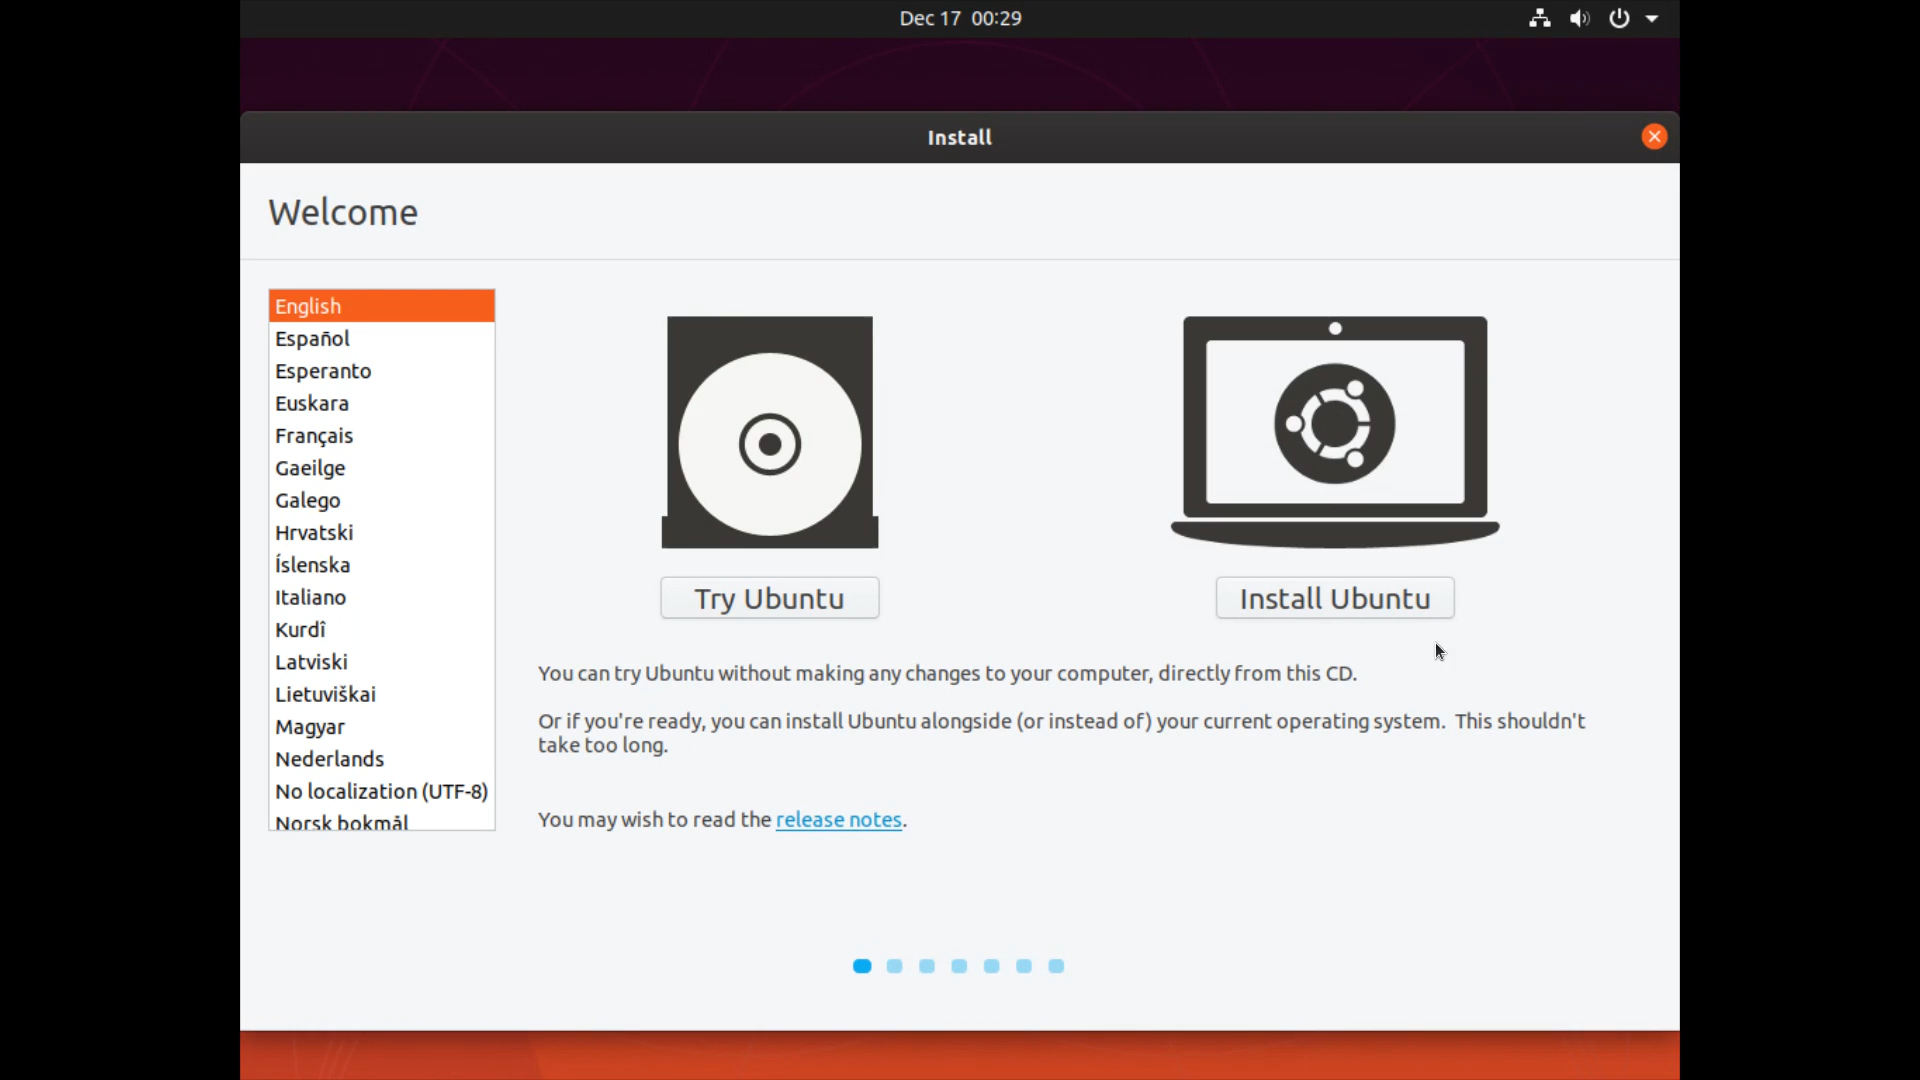 Dec 17  00:29
Install
Welcome
English
Español
Esperanto
Euskara
Français
Gaeilge
Galego
Hrvatski
Íslenska
Italiano
Kurdî
Latviski
Lietuviškai
Magyar
Nederlands
No localization (UTF-8)
Norsk bokmål
Try Ubuntu
Install Ubuntu
You can try Ubuntu without making any changes to your computer, directly from this CD.
Or if you're ready, you can install Ubuntu alongside (or instead of) your current operating system.  This shouldn't
take too long.
You may wish to read the release notes.